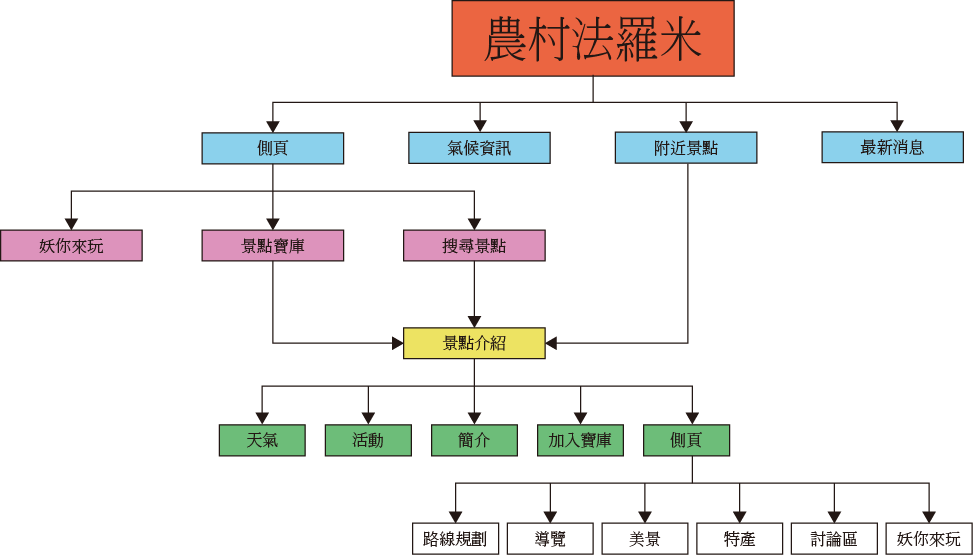 農村法羅米
側頁
氣候資訊
附近景點
最新消息
妖你來玩
景點寶庫
搜尋景點
景點介紹
天氣
活動
簡介
加入寶庫
側頁
路線規劃
導覽
美景
特產
討論區
妖你來玩